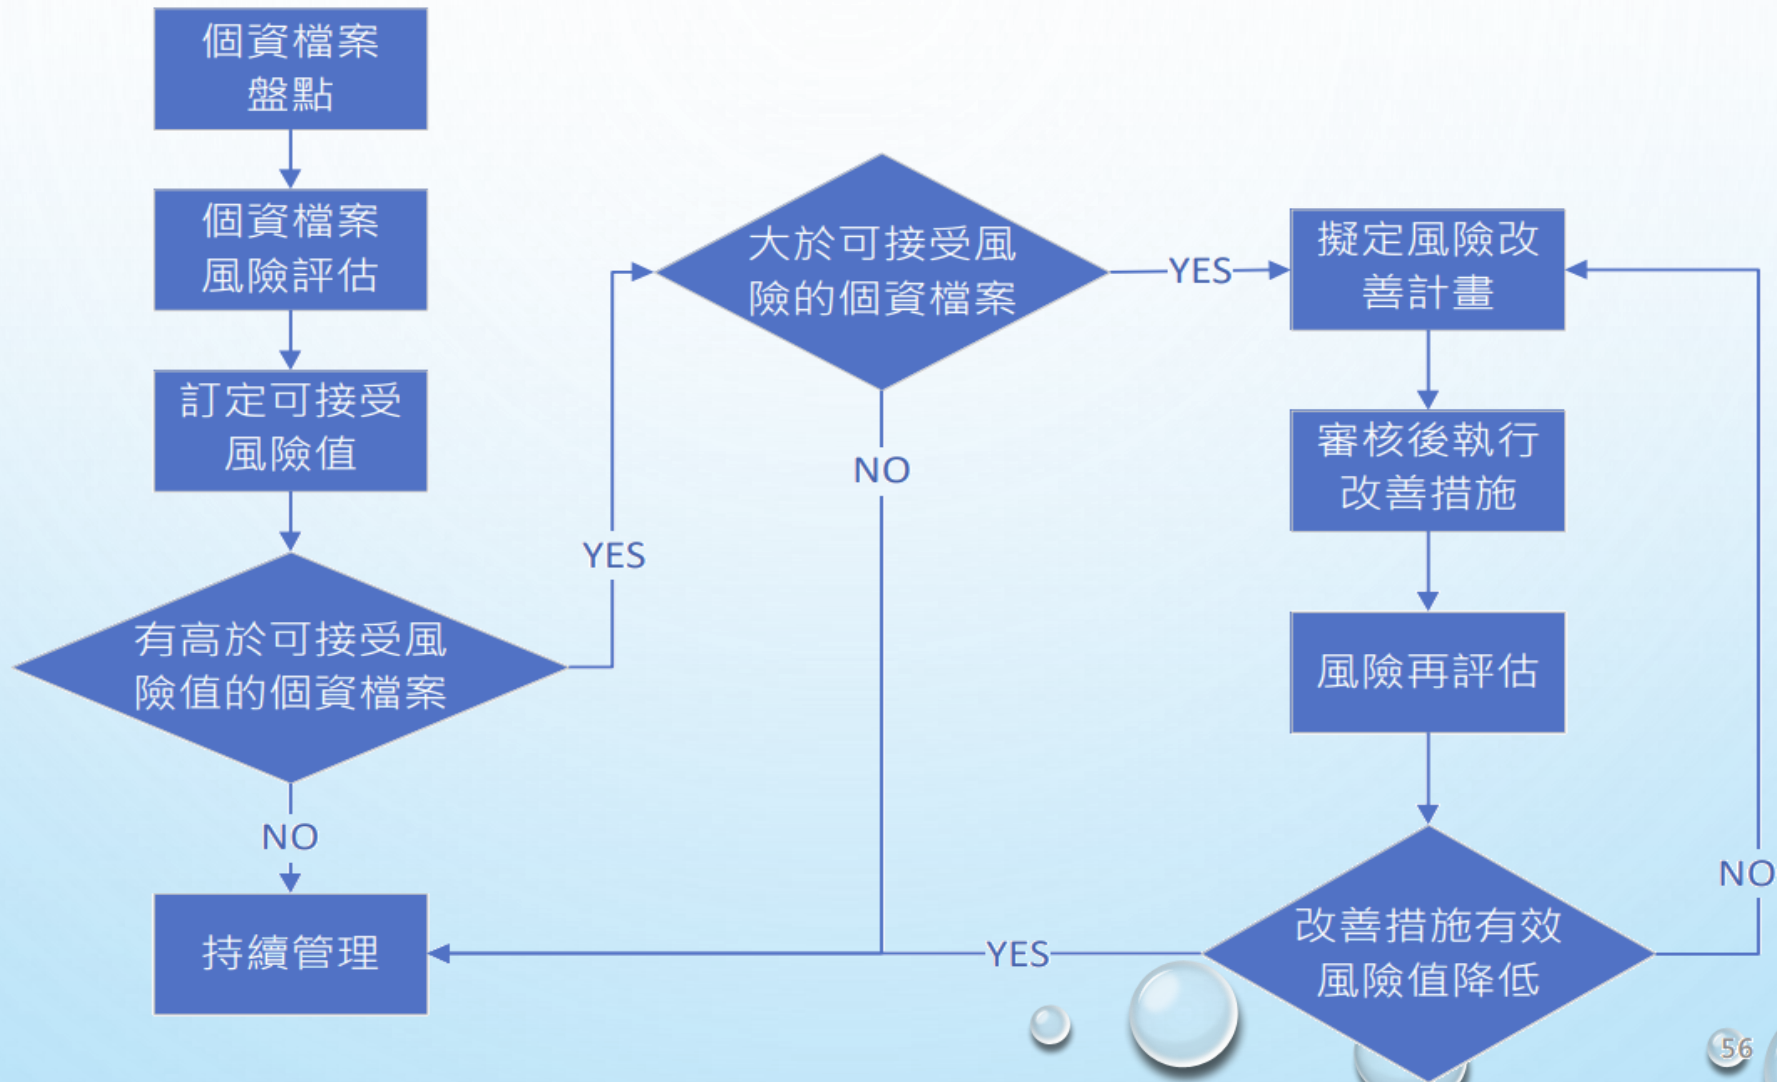 個資檔案
盤點
個資檔案
風險評估
訂定可接受
風險值
有高於可接受風
險值的個資檔案
NO
持續管理
YES
大於可接受風
險的個資檔案
NO
YES
擬定風險改
善計畫
審核後執行
改善措施
風險再評估
改善措施有效
風險值降低
YES
NO
56